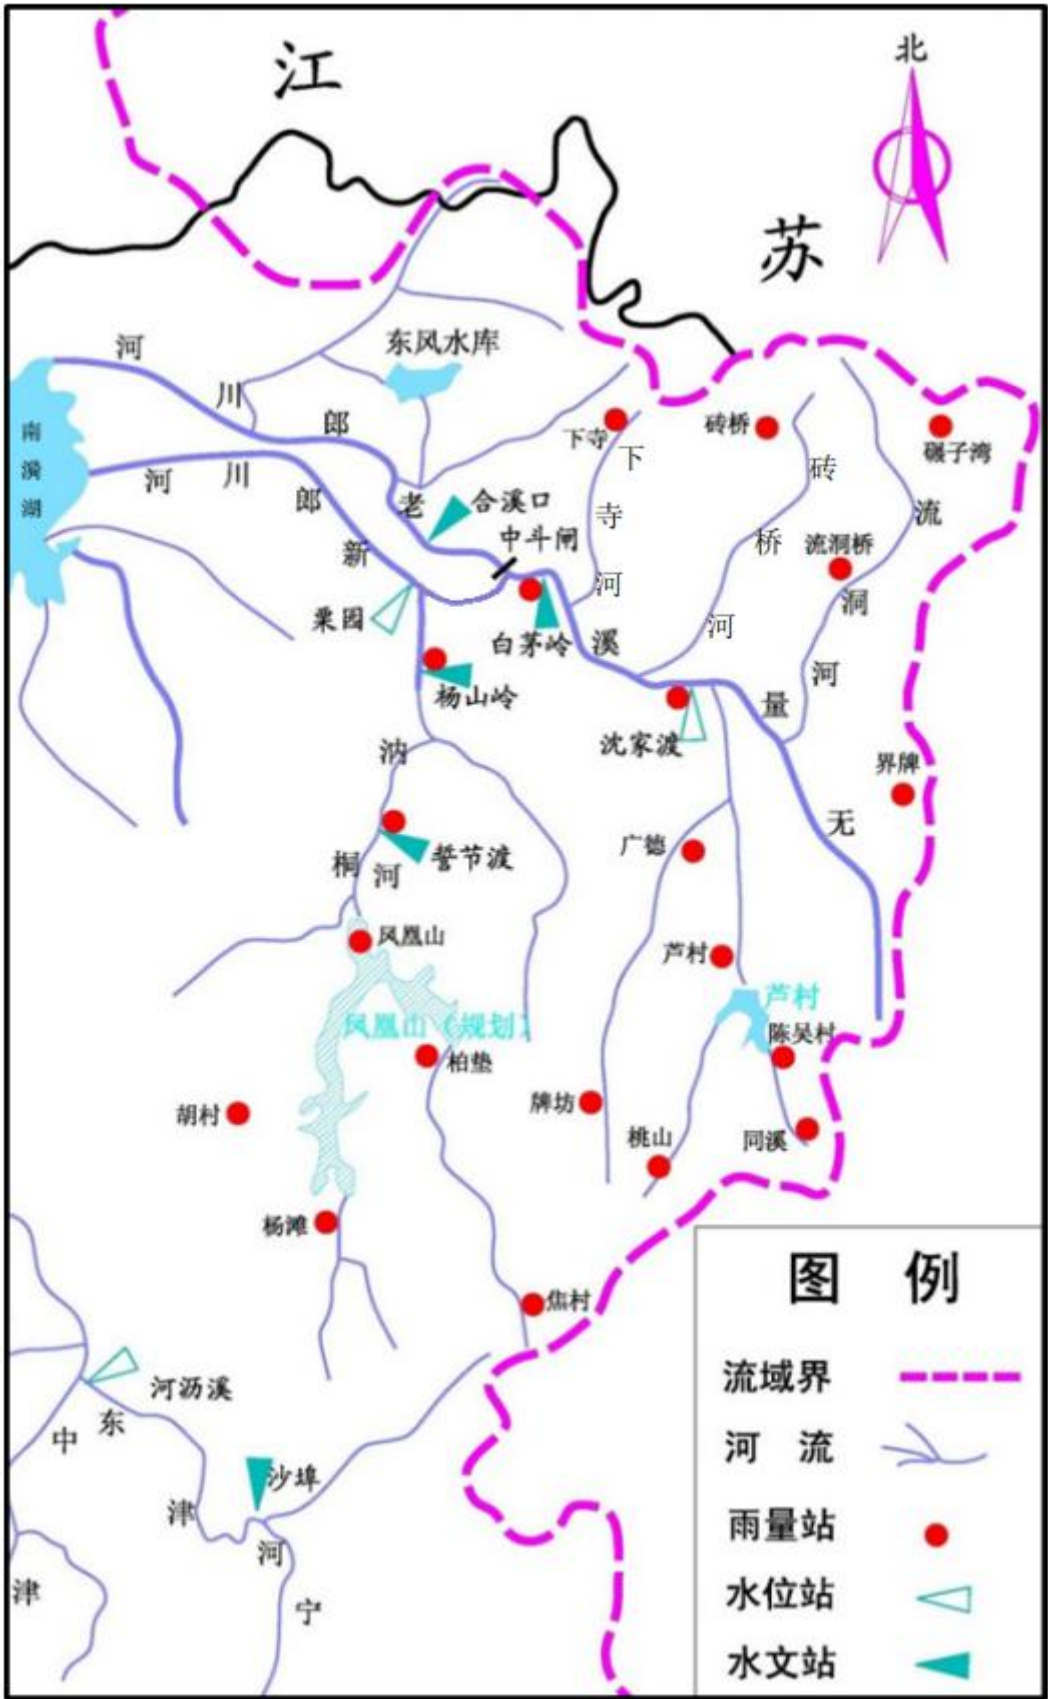 北
江
苏
河
川
郎
老
东风水库
南
漪
湖
河
川
郎
新
下寺
砖桥
碾子湾
下
寺
河
砖
桥
河
流
洞
河
合溪口
中斗闸
流洞桥
栗园
白茅岭
溪
量
无
杨山岭
沈家渡
界牌
汭
桐
河
誓节渡
广德
凤凰山
芦村
芦村
凤凰山(规划)
陈吴村
柏垫
胡村
牌坊
桃山
同溪
杨滩
焦村
河沥溪
东
中
津
沙埠
河
津
宁
图 例
流域界
河 流
雨量站
水位站
水文站